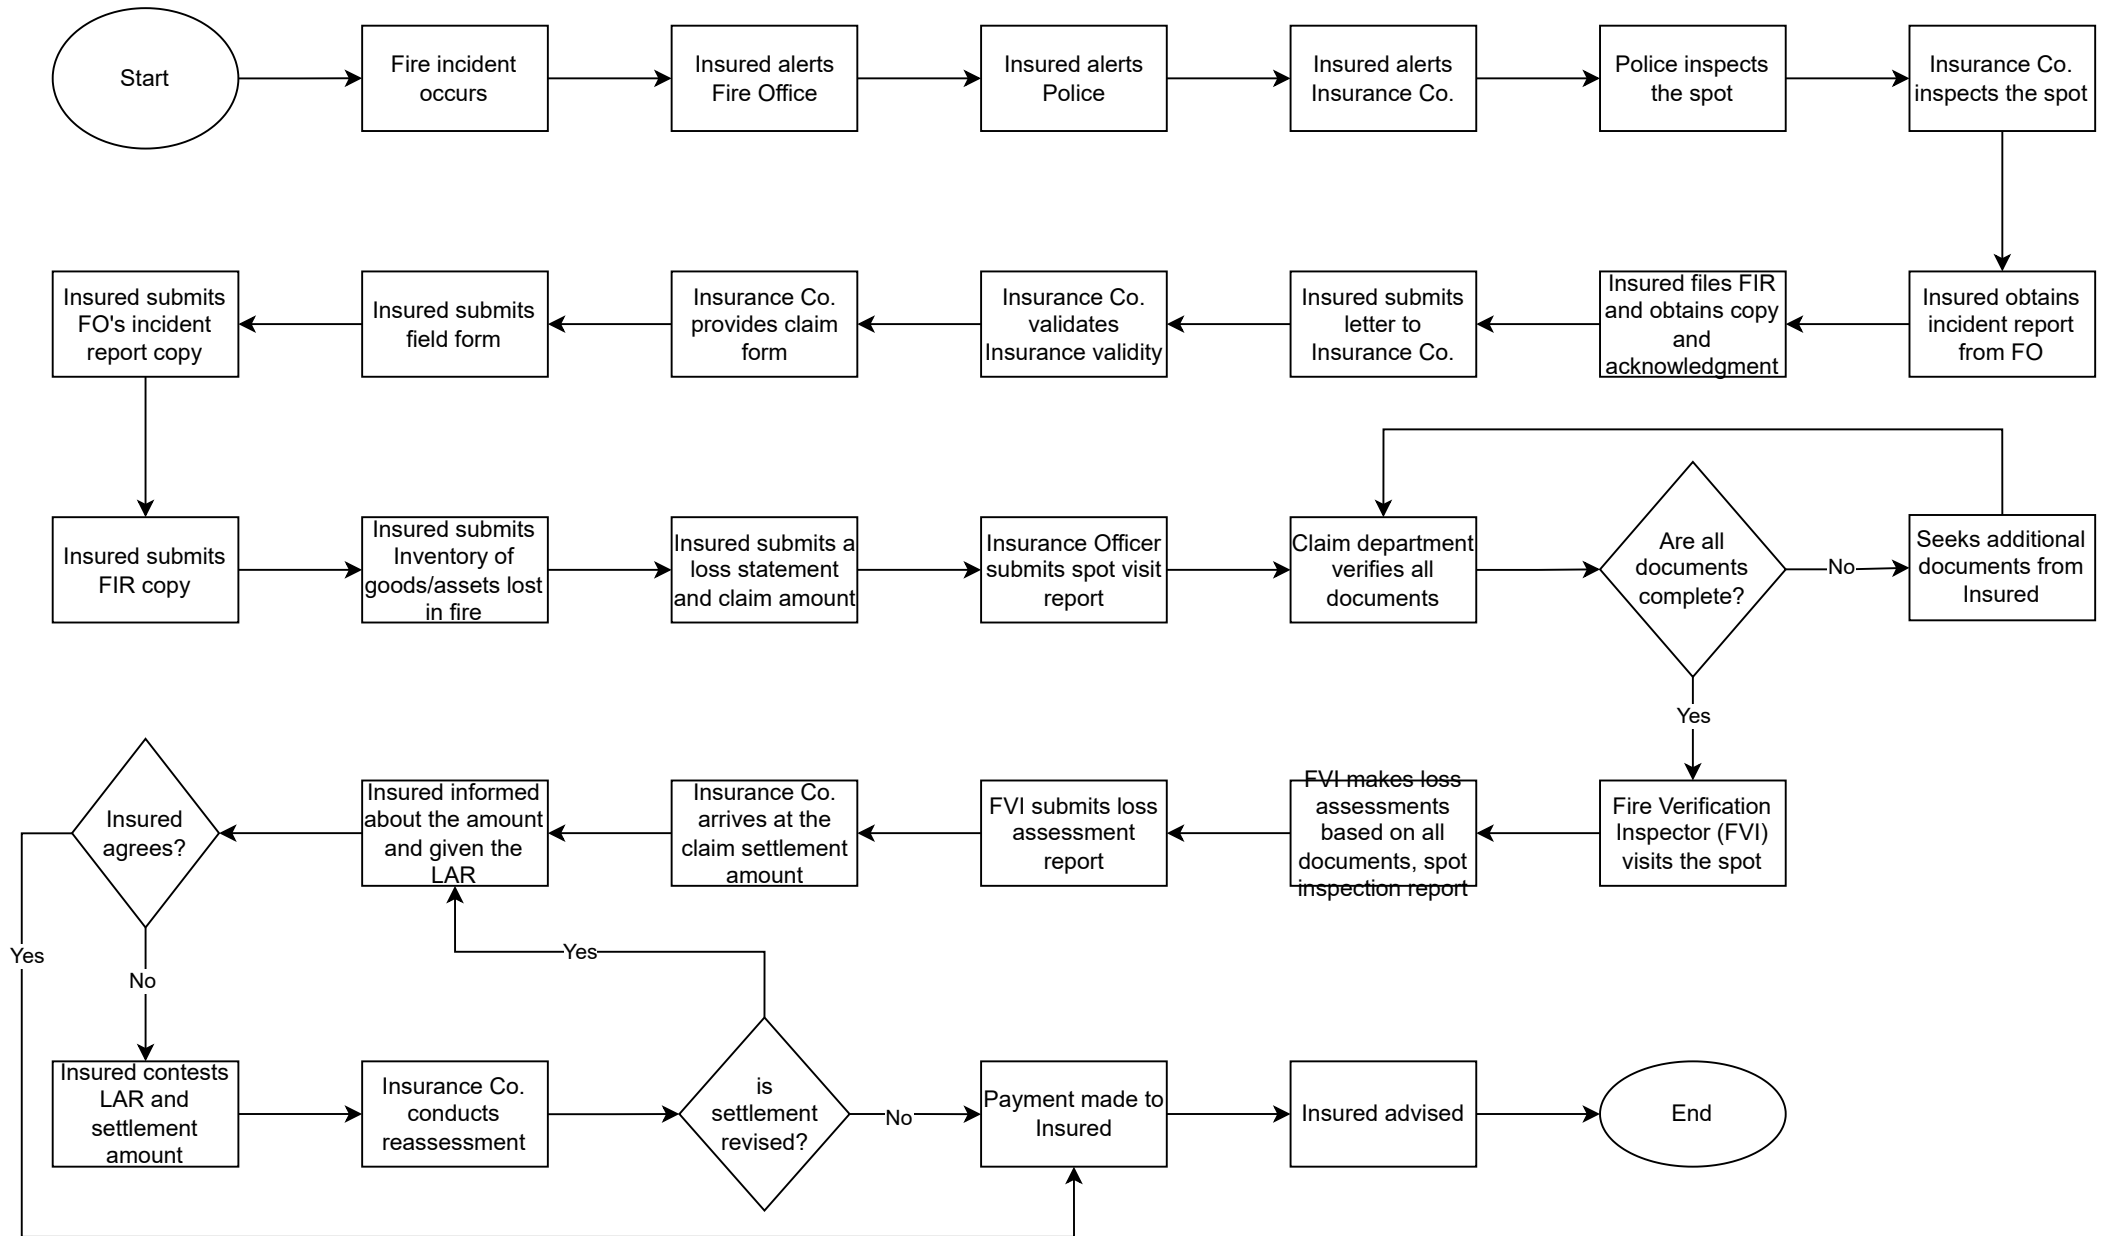 Start
Fire incident
occurs
Insured alerts
Fire Office
Insured alerts
Police
Insured alerts
Insurance Co.
Police inspects
the spot
Insurance Co.
inspects the spot
Insured submits
FO's incident
report copy
Insured submits
field form
Insurance Co.
provides claim
form
Insurance Co.
validates
Insurance validity
Insured submits
letter to
Insurance Co.
Insured files FIR
and obtains copy
and
acknowledgment
Insured obtains
incident report
from FO
Insured submits
FIR copy
Insured submits
Inventory of
goods/assets lost
in fire
Insured submits a
loss statement
and claim amount
Insurance Officer
submits spot visit
report
Claim department
verifies all
documents
Are all
documents
complete?
No
Seeks additional
documents from
Insured
Yes
Insured
agrees?
Insured informed
about the amount
and given the
LAR
Insurance Co.
arrives at the
claim settlement
amount
FVI submits loss
assessment
report
FVI makes loss
assessments
based on all
documents, spot
inspection report
Fire Verification
Inspector (FVI)
visits the spot
Yes
No
Yes
Insured contests
LAR and
settlement
amount
Insurance Co.
conducts
reassessment
is
settlement
revised?
No
Payment made to
Insured
Insured advised
End